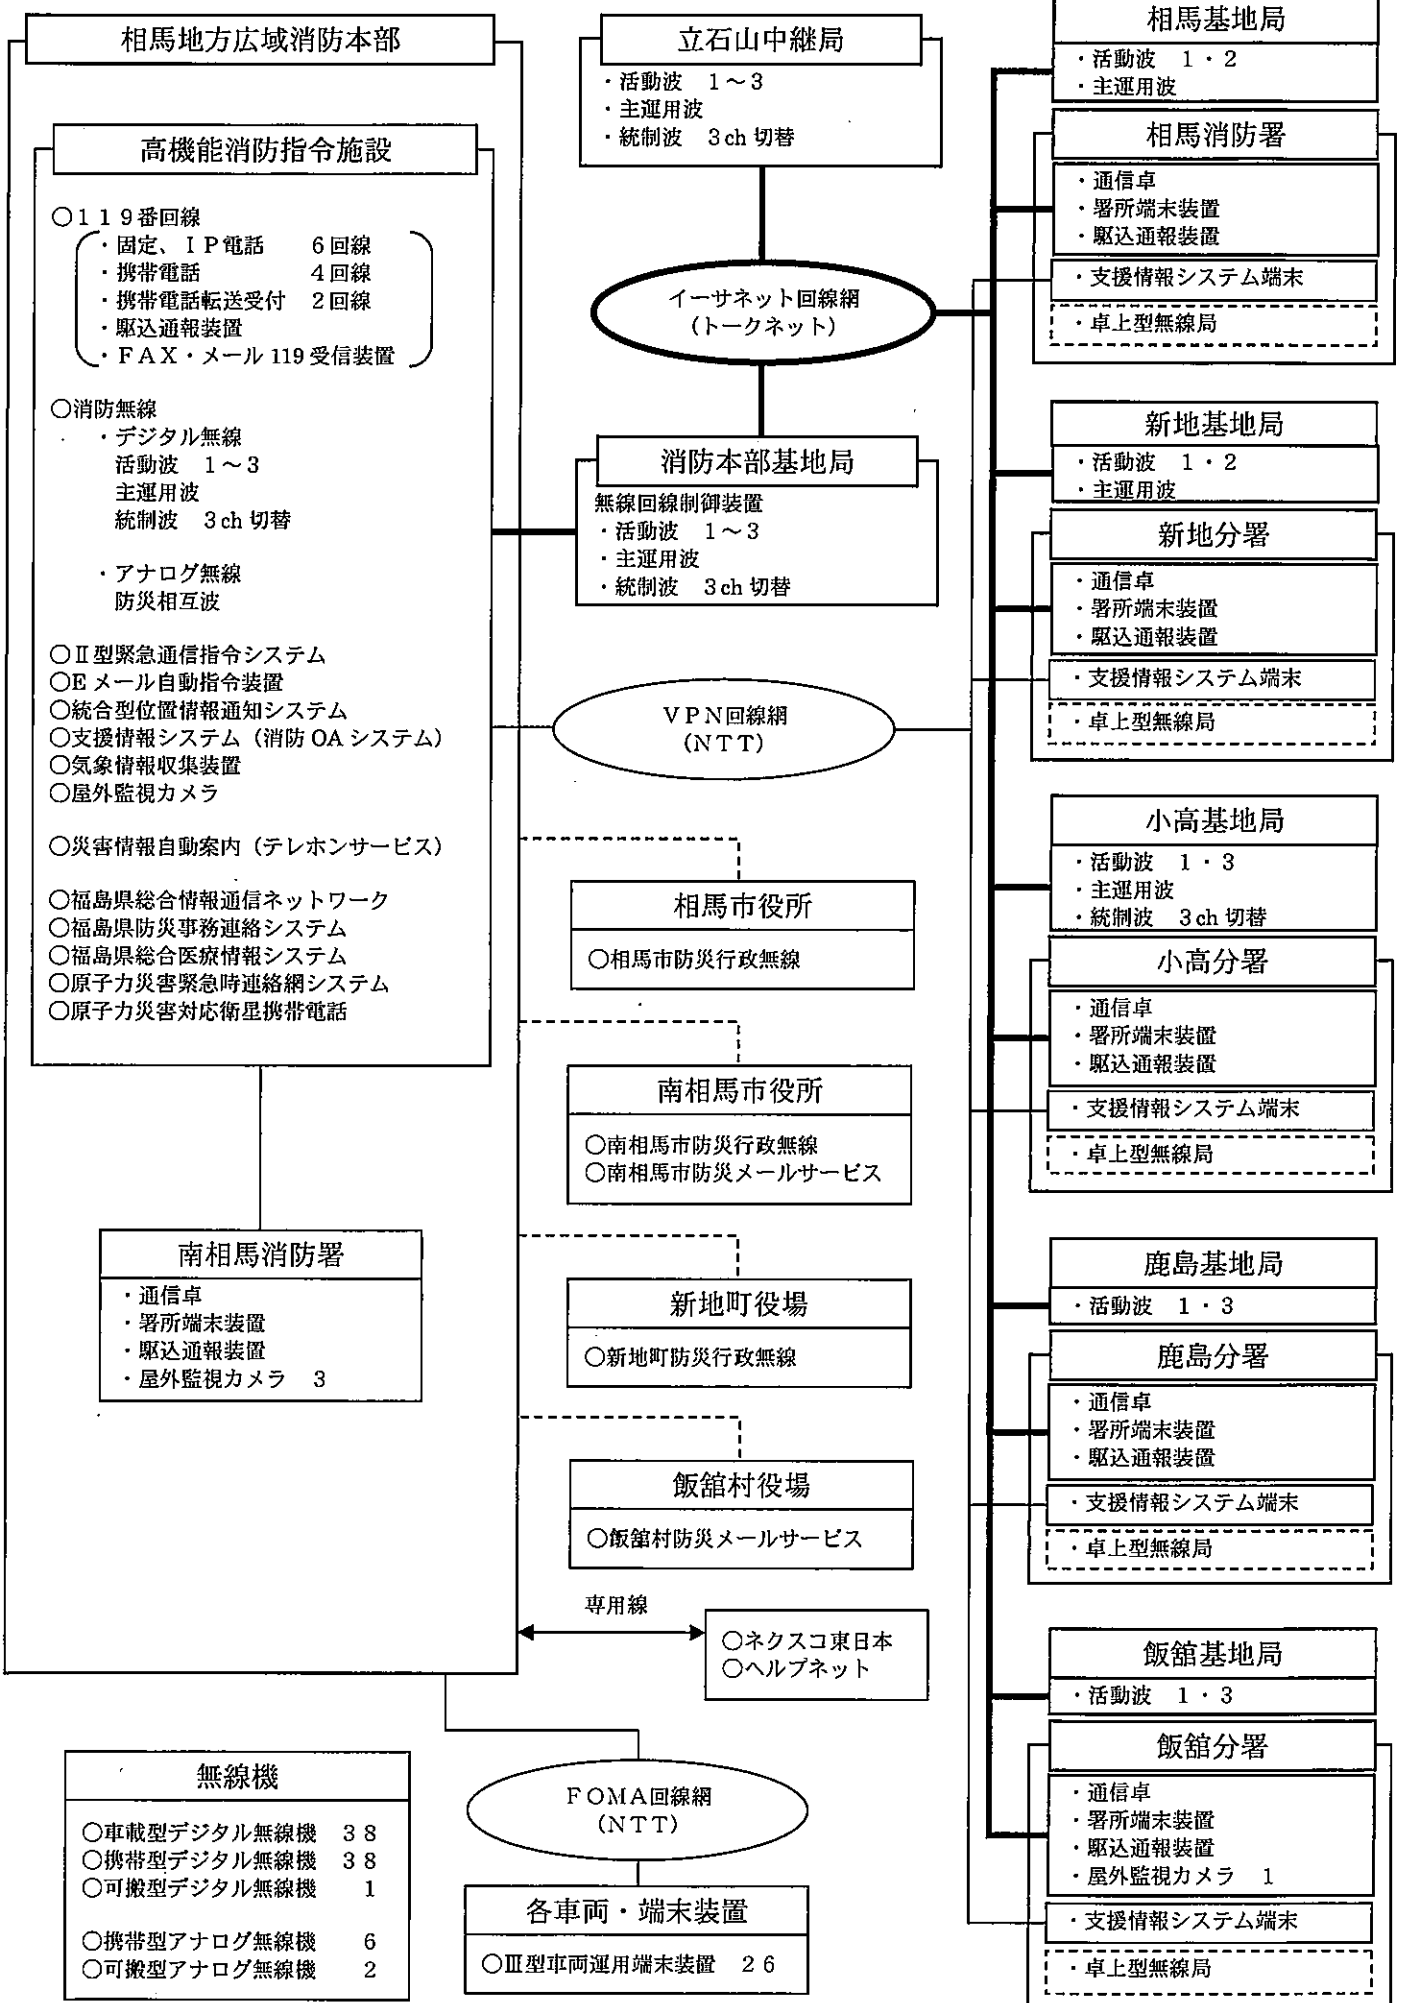 相馬地方広域消防本部
高機能消防指令施設
○119番回線
・固定、IP電話　6回線
・携帯電話　4回線
・携帯電話転送受付　2回線
・駆込通報装置
・FAX・メール119受信装置
○消防無線
・デジタル無線
活動波　1～3
主運用波
統制波　3ch切替
・アナログ無線
防災相互波
○Ⅱ型緊急通信指令システム
○Eメール自動指令装置
○統合型位置情報通知システム
○支援情報システム（消防OAシステム）
○気象情報収集装置
○屋外監視カメラ
○災害情報自動案内（テレホンサービス）
○福島県総合情報通信ネットワーク
○福島県防災事務連絡システム
○福島県総合医療情報システム
○原子力災害緊急時連絡網システム
○原子力災害対応衛星携帯電話
南相馬消防署
・通信卓
・署所端末装置
・駆込通報装置
・屋外監視カメラ　3
無線機
○車載型デジタル無線機　38
○携帯型デジタル無線機　38
○可搬型デジタル無線機　1
○携帯型アナログ無線機　6
○可搬型アナログ無線機　2
立石山中継局
・活動波　1～3
・主運用波
・統制波　3ch切替
イーサネット回線網
（トークネット）
消防本部基地局
無線回線制御装置
・活動波　1～3
・主運用波
・統制波　3ch切替
VPN回線網
（NTT）
相馬市役所
○相馬市防災行政無線
南相馬市役所
○南相馬市防災行政無線
○南相馬市防災メールサービス
新地町役場
○新地町防災行政無線
飯舘村役場
○飯舘村防災メールサービス
専用線
○ネクスコ東日本
○ヘルプネット
FOMA回線網
（NTT）
各車両・端末装置
○Ⅲ型車両運用端末装置　26
相馬基地局
・活動波　1・2
・主運用波
相馬消防署
・通信卓
・署所端末装置
・駆込通報装置
・支援情報システム端末
・卓上型無線局
新地基地局
・活動波　1・2
・主運用波
新地分署
・通信卓
・署所端末装置
・駆込通報装置
・支援情報システム端末
・卓上型無線局
小高基地局
・活動波　1・3
・主運用波
・統制波　3ch切替
小高分署
・通信卓
・署所端末装置
・駆込通報装置
・支援情報システム端末
・卓上型無線局
鹿島基地局
・活動波　1・3
鹿島分署
・通信卓
・署所端末装置
・駆込通報装置
・支援情報システム端末
・卓上型無線局
飯舘基地局
・活動波　1・3
飯舘分署
・通信卓
・署所端末装置
・駆込通報装置
・屋外監視カメラ　1
・支援情報システム端末
・卓上型無線局